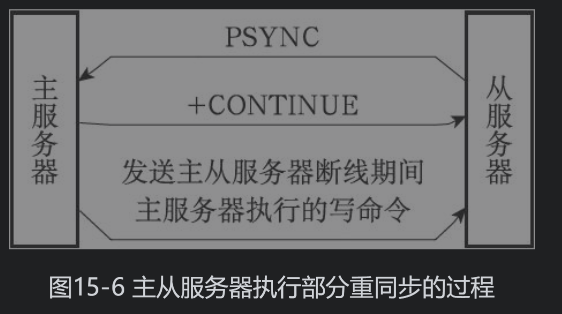 主服务器
PSYNC
+CONTINUE
发送主从服务器断线期间
主服务器执行的写命令
从服务器
图15-6 主从服务器执行部分重同步的过程